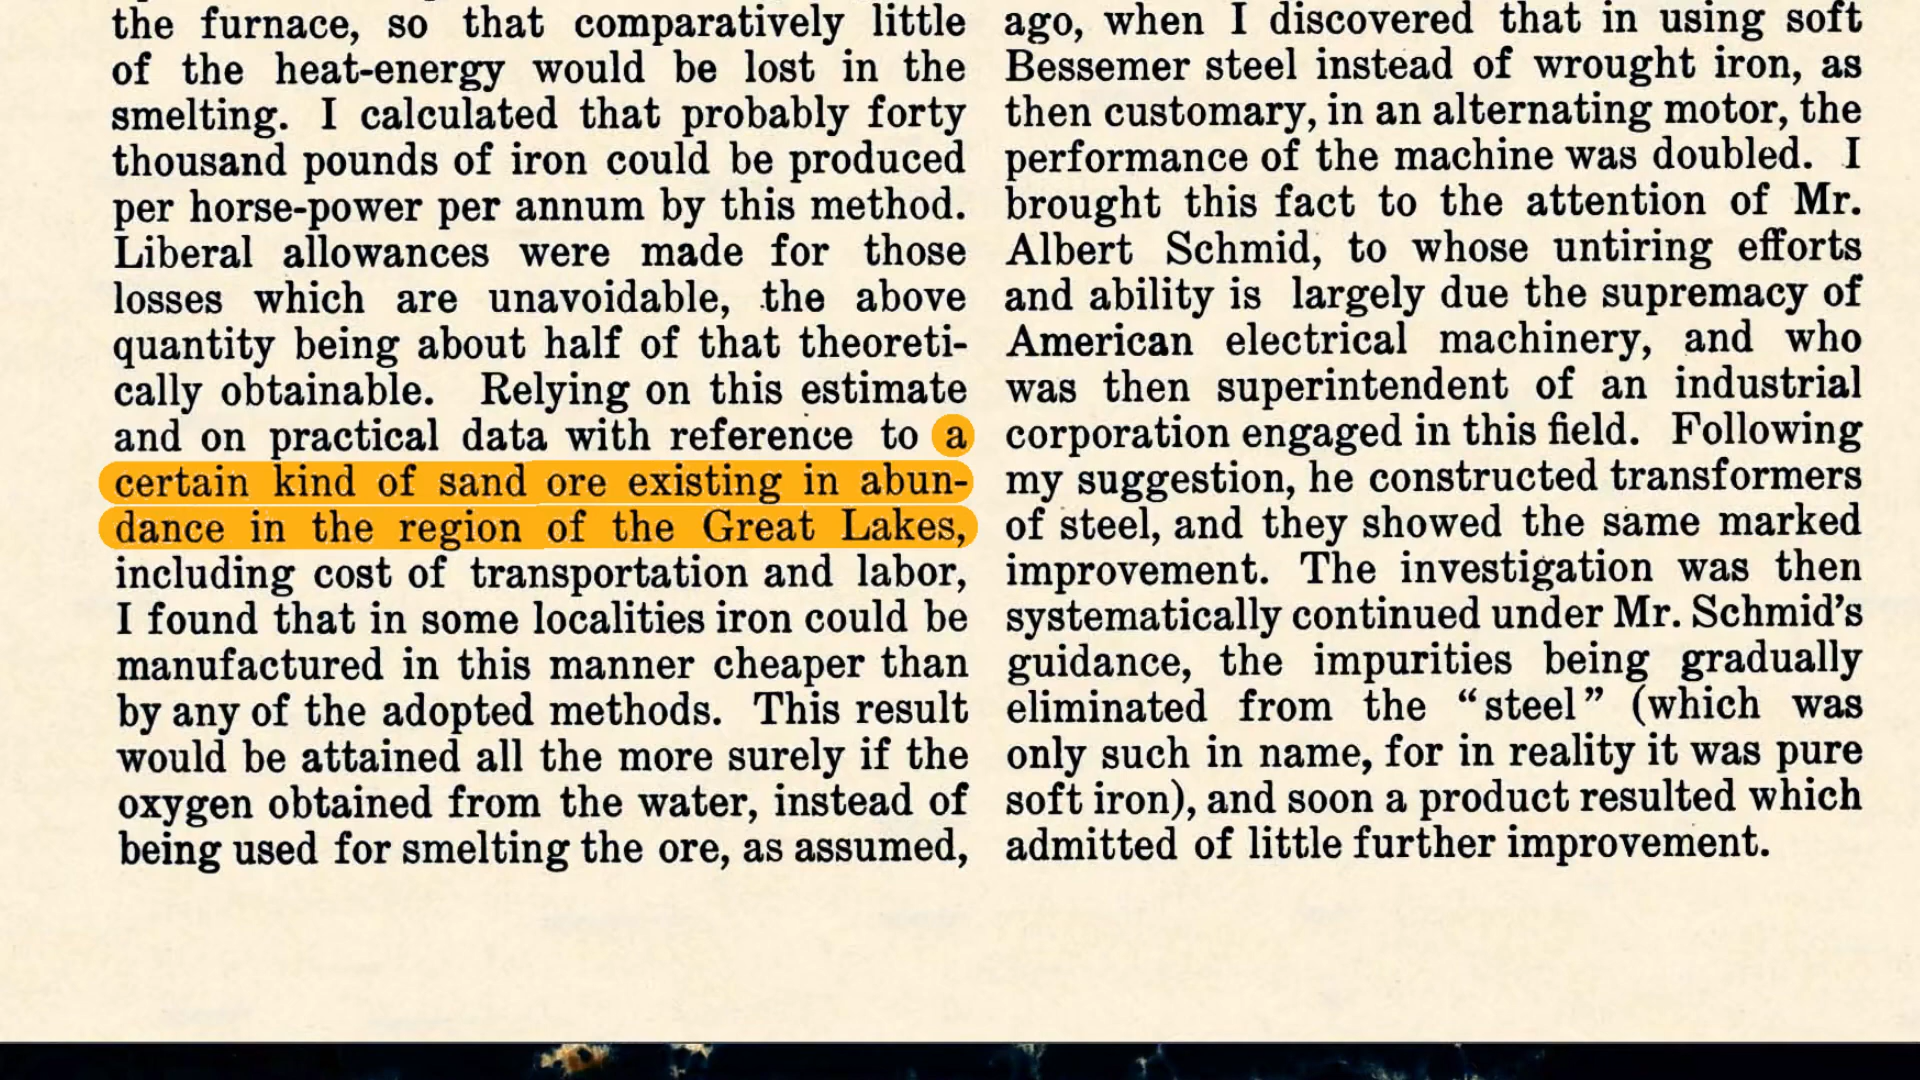 the furnace, so that comparatively little
of the heat-energy would be lost in the
smelting. I calculated that probably forty
thousand pounds of iron could be produced
per horse-power per annum by this method.
Liberal allowances were made for those
losses which are unavoidable, the above
quantity being about half of that theoreti-
cally obtainable. Relying on this estimate
and on practical data with reference to a
certain kind of sand ore existing in abun-
dance in the region of the Great Lakes,
including cost of transportation and labor,
I found that in some localities iron could be
manufactured in this manner cheaper than
by any of the adopted methods. This result
would be attained all the more surely if the
oxygen obtained from the water, instead of
being used for smelting the ore, as assumed,
ago, when I discovered that in using soft
Bessemer steel instead of wrought iron, as
then customary, in an alternating motor, the
performance of the machine was doubled. I
brought this fact to the attention of Mr.
Albert Schmid, to whose untiring efforts
and ability is largely due the supremacy of
American electrical machinery, and who
was then superintendent of an industrial
corporation engaged in this field. Following
my suggestion, he constructed transformers
of steel, and they showed the same marked
improvement. The investigation was then
systematically continued under Mr. Schmid's
guidance, the impurities being gradually
eliminated from the “steel” (which was
only such in name, for in reality it was pure
soft iron), and soon a product resulted which
admitted of little further improvement.